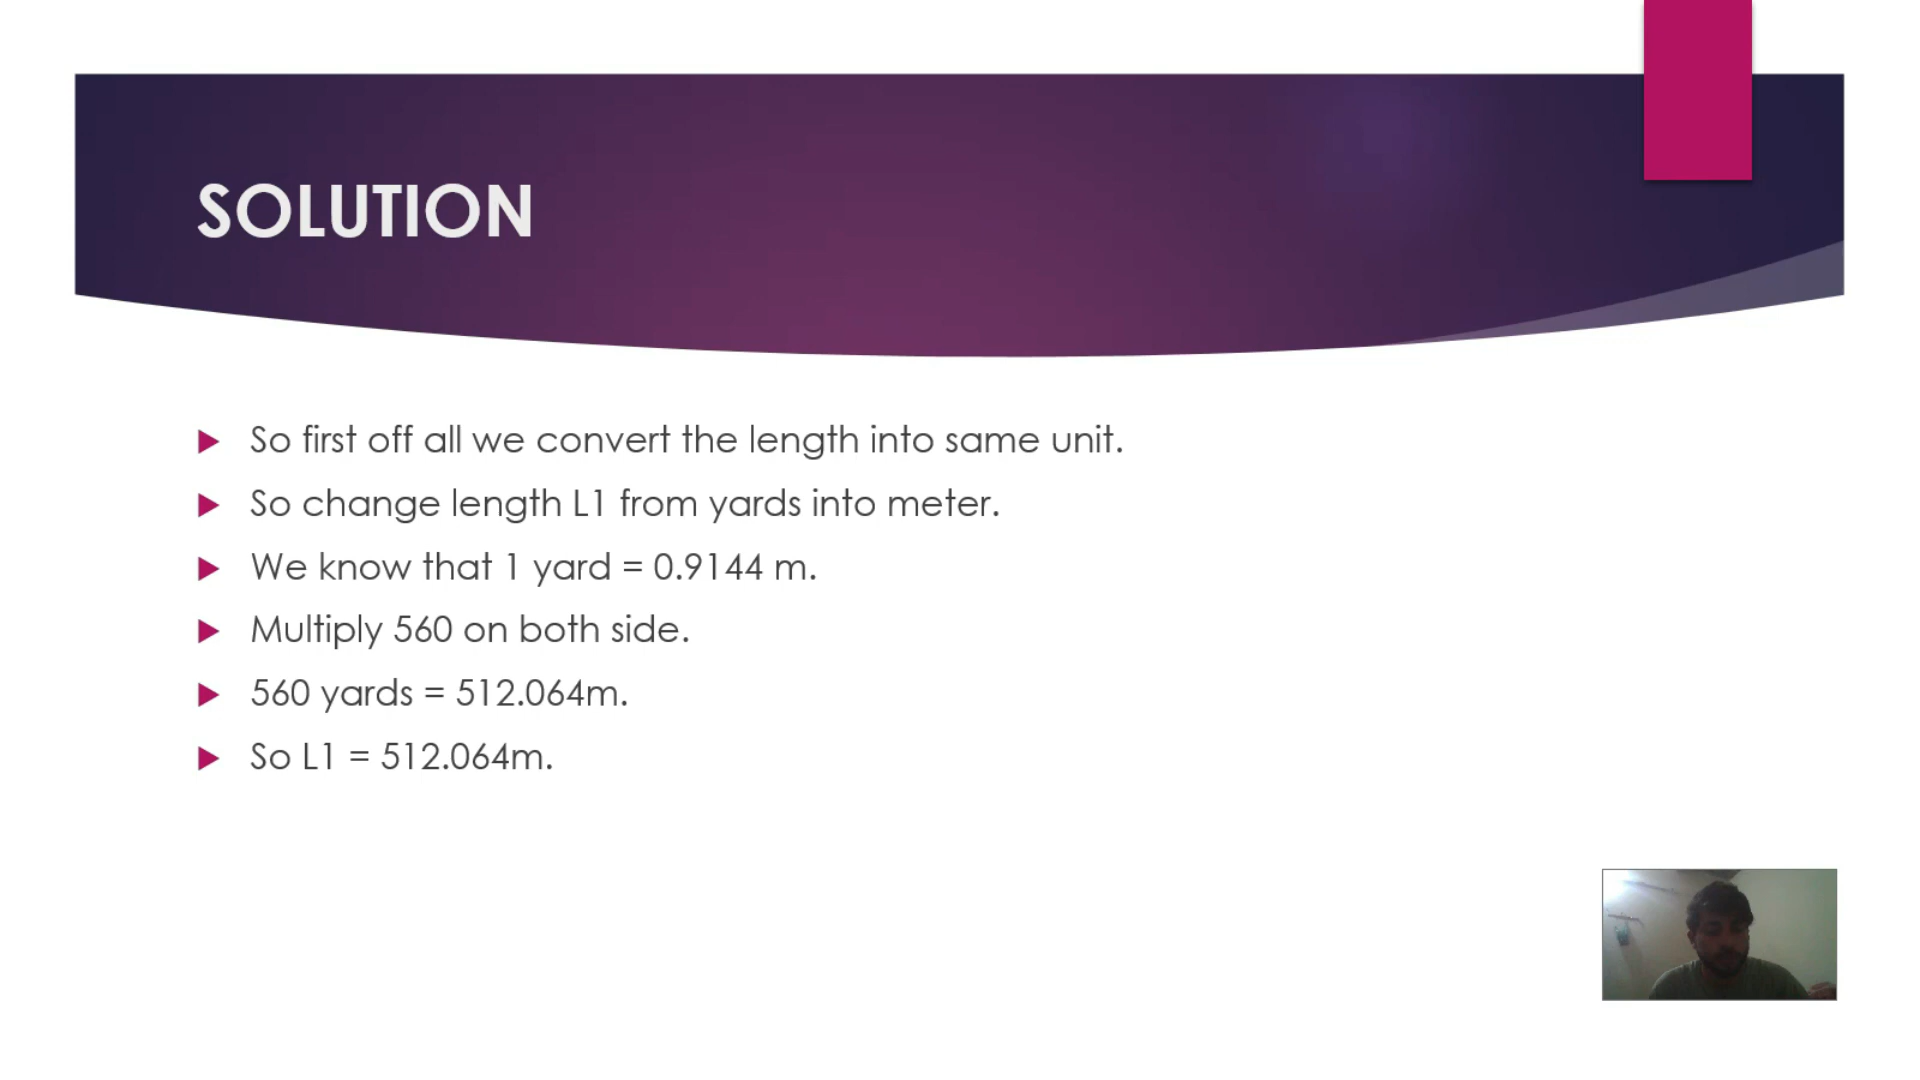 SOLUTION
So first off all we convert the length into same unit.
So change length L1 from yards into meter.
We know that 1 yard = 0.9144 m.
Multiply 560 on both side.
560 yards = 512.064m.
So L1 = 512.064m.